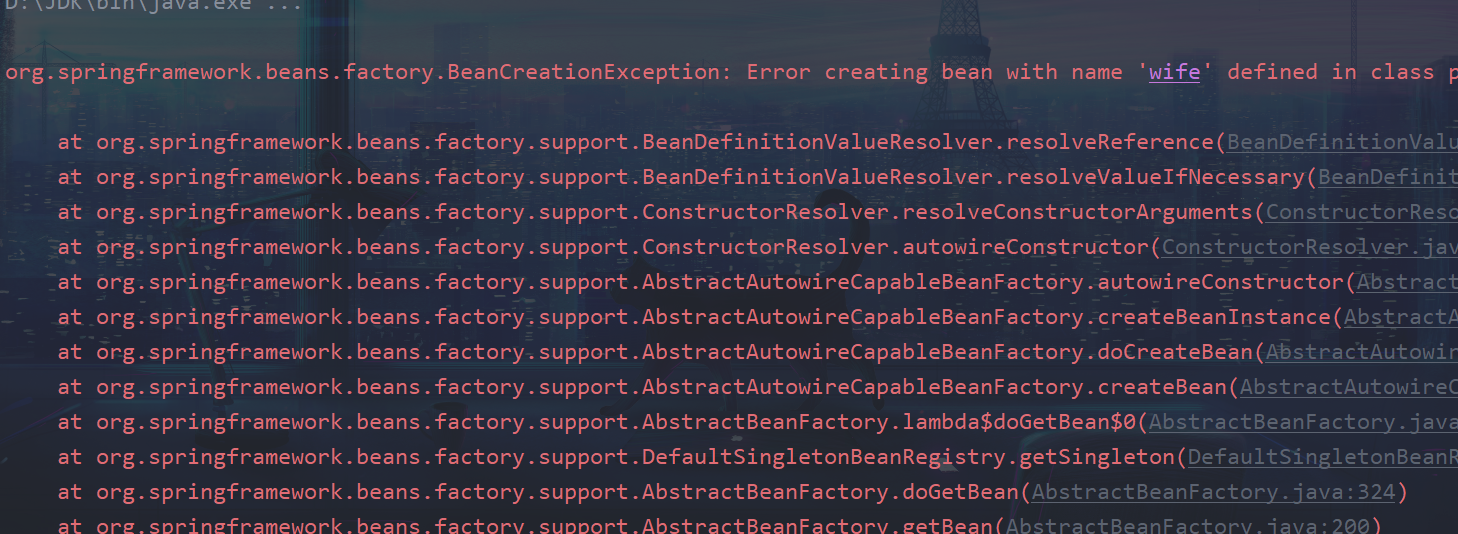 D:\JDK\bin\java.exe ...
org.springframework.beans.factory.BeanCreationException: Error creating bean with name 'wife' defined in class p
at org.springframework.beans.factory.support.BeanDefinitionValueResolver.resolveReference(BeanDefinitionValu
at org.springframework.beans.factory.support.BeanDefinitionValueResolver.resolveValueIfNecessary(BeanDefinit
at org.springframework.beans.factory.support.ConstructorResolver.resolveConstructorArguments(ConstructorReso
at org.springframework.beans.factory.support.ConstructorResolver.autowireConstructor(ConstructorResolver.jav
at org.springframework.beans.factory.support.AbstractAutowireCapableBeanFactory.autowireConstructor(Abstract
at org.springframework.beans.factory.support.AbstractAutowireCapableBeanFactory.createBeanInstance(AbstractA
at org.springframework.beans.factory.support.AbstractAutowireCapableBeanFactory.doCreateBean(AbstractAutowir
at org.springframework.beans.factory.support.AbstractAutowireCapableBeanFactory.createBean(AbstractAutowireC
at org.springframework.beans.factory.support.AbstractBeanFactory.lambda$doGetBean$0(AbstractBeanFactory.java
at org.springframework.beans.factory.support.DefaultSingletonBeanRegistry.getSingleton(DefaultSingletonBeanR
at org.springframework.beans.factory.support.AbstractBeanFactory.doGetBean(AbstractBeanFactory.java:324)
at org.springframework.beans.factory.support.AbstractBeanFactory.getBean(AbstractBeanFactory.java:200)